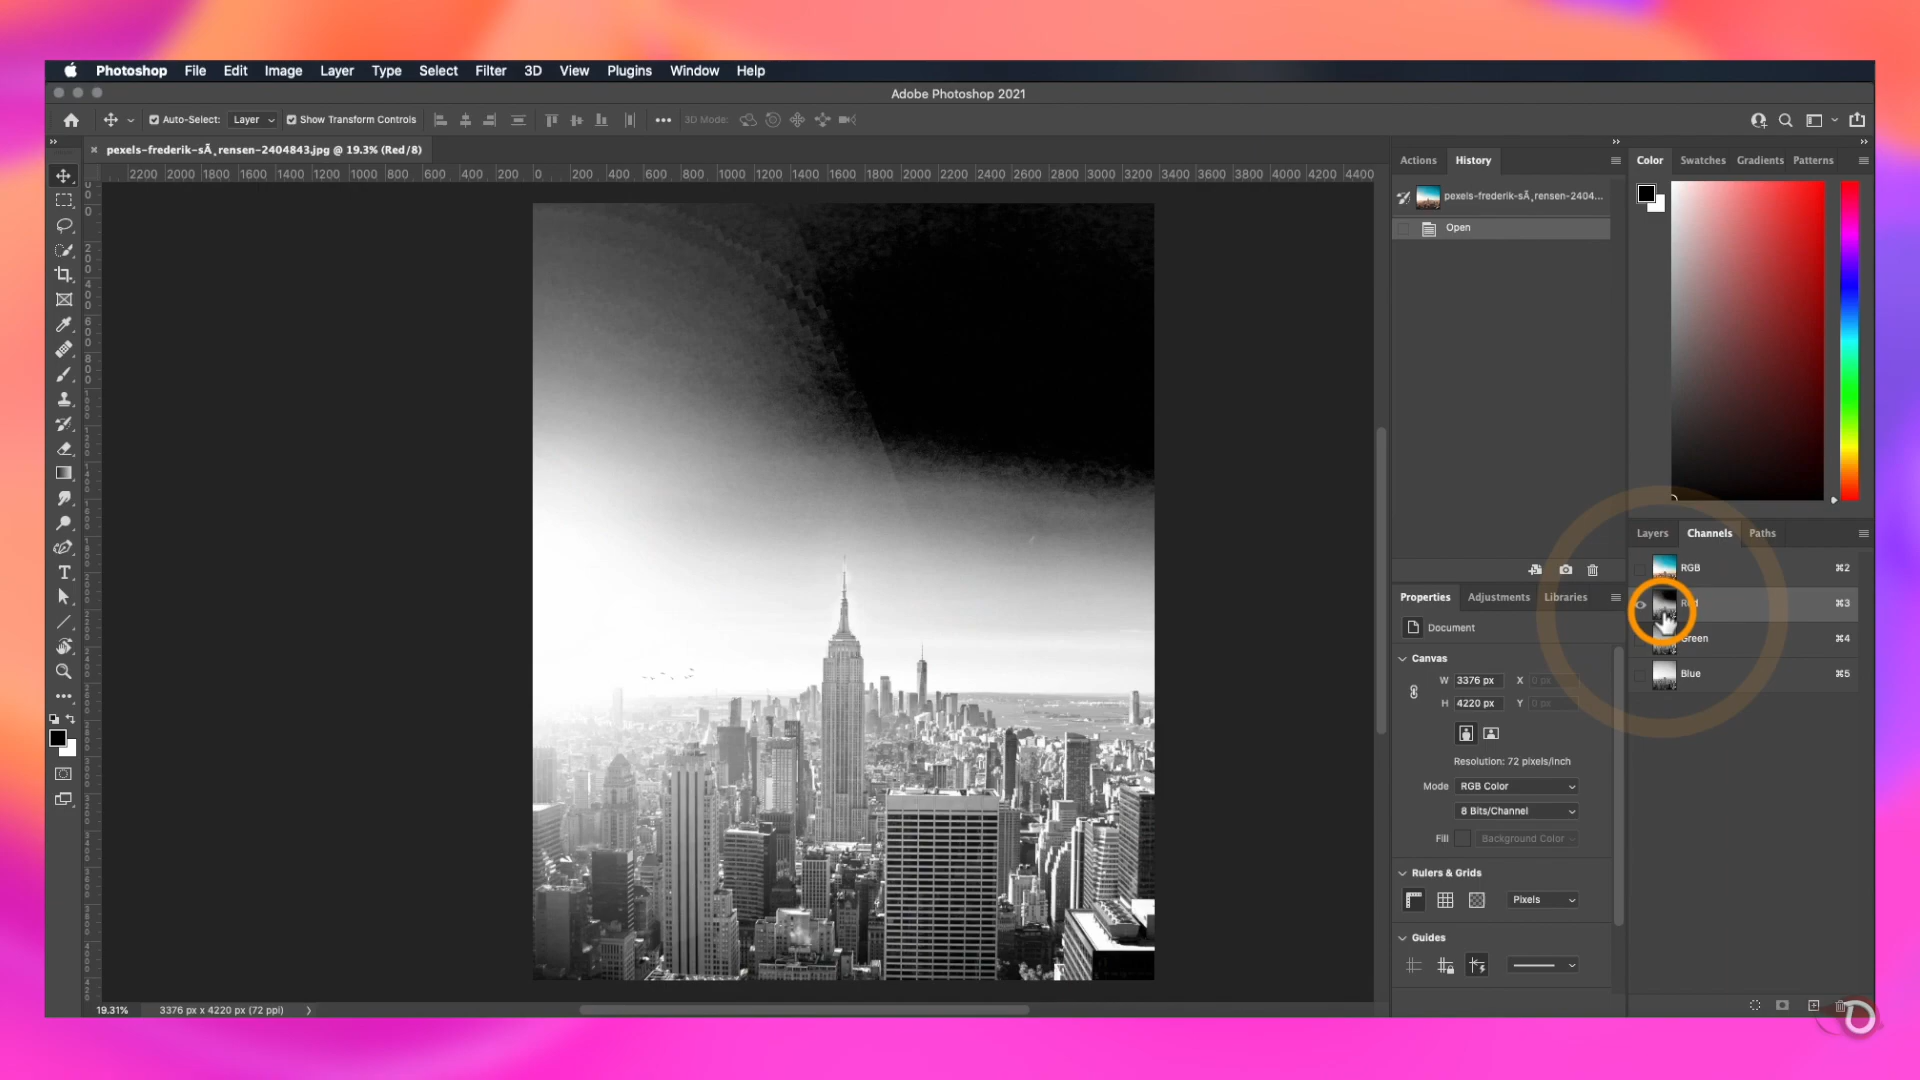 Photoshop File Edit Image Layer Type Select Filter 3D View Plugins Window Help
Adobe Photoshop 2021
Auto-Select: Layer Show Transform Controls 3D Mode:
pexels-frederik-sÃ¸rensen-2404843.jpg @ 19.3% (Red/8)
2200 2000 1800 1600 1400 1200 1000 800 600 400 200 0 200 400 600 800 1000 1200 1400 1600 1800 2000 2200 2400 2600 2800 3000 3200 3400 3600 3800 4000 4200 4400
Actions History
pexels-frederik-sÃ¸rensen-2404...
Open
Color Swatches Gradients Patterns
Layers Channels Paths
RGB ⌘2
⌘3
Green ⌘4
Blue ⌘5
Properties Adjustments Libraries
Document
Canvas
W 3376 px X 0 px
H 4220 px Y 0 px
Resolution: 72 pixels/inch
Mode RGB Color
8 Bits/Channel
Fill Background Color
Rulers & Grids
Pixels
Guides
19.31% 3376 px x 4220 px (72 ppi)